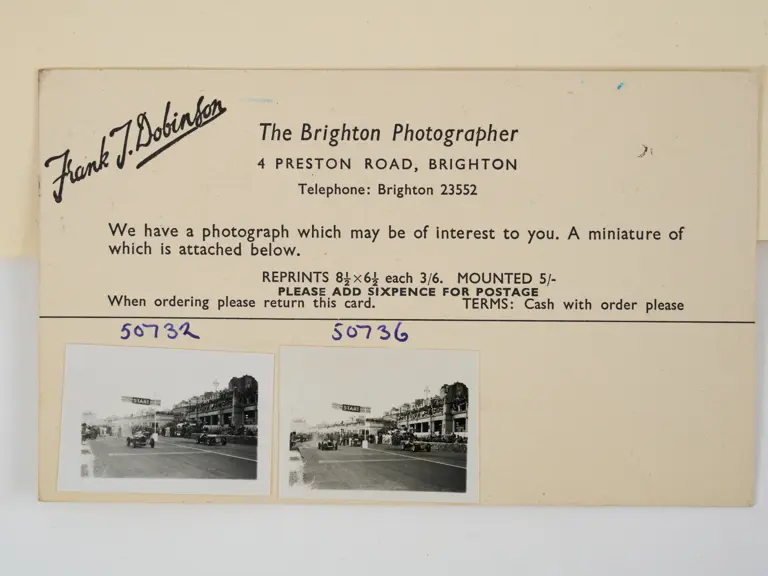 Frank J. Dobinson
The Brighton Photographer
4 PRESTON ROAD, BRIGHTON
Telephone: Brighton 23552
We have a photograph which may be of interest to you. A miniature of
which is attached below.
REPRINTS 8½×6½ each 3/6. MOUNTED 5/-
PLEASE ADD SIXPENCE FOR POSTAGE
When ordering please return this card. TERMS: Cash with order please
50732 50736
START START